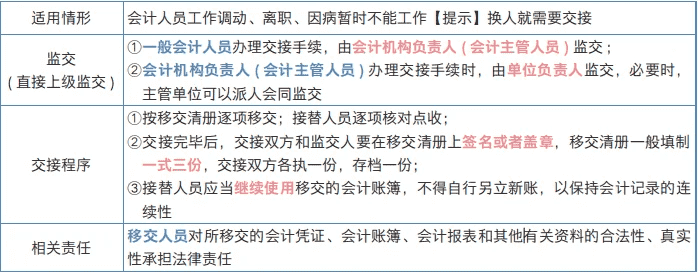 适用情形
会计人员工作调动、离职、因病暂时不能工作【提示】换人就需要交接
监交
(直接上级监交)
①一般会计人员办理交接手续，由会计机构负责人(会计主管人员)监交；
②会计机构负责人(会计主管人员)办理交接手续时，由单位负责人监交，必要时，
主管单位可以派人会同监交
交接程序
①按移交清册逐项移交；接替人员逐项核对点收；
②交接完毕后，交接双方和监交人要在移交清册上签名或者盖章，移交清册一般填制
一式三份，交接双方各执一份，存档一份；
③接替人员应当继续使用移交的会计账簿，不得自行另立新账，以保持会计记录的连
续性
相关责任
移交人员对所移交的会计凭证、会计账簿、会计报表和其他有关资料的合法性、真实
性承担法律责任